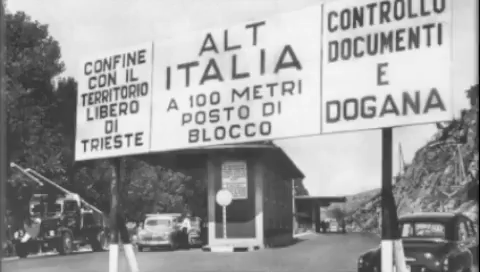 CONFINE
CON IL
TERRITORIO
LIBERO
DI
TRIESTE
ALT
ITALIA
A 100 METRI
POSTO DI
BLOCCO
CONTROLLO
DOCUMENTI
E
DOGANA